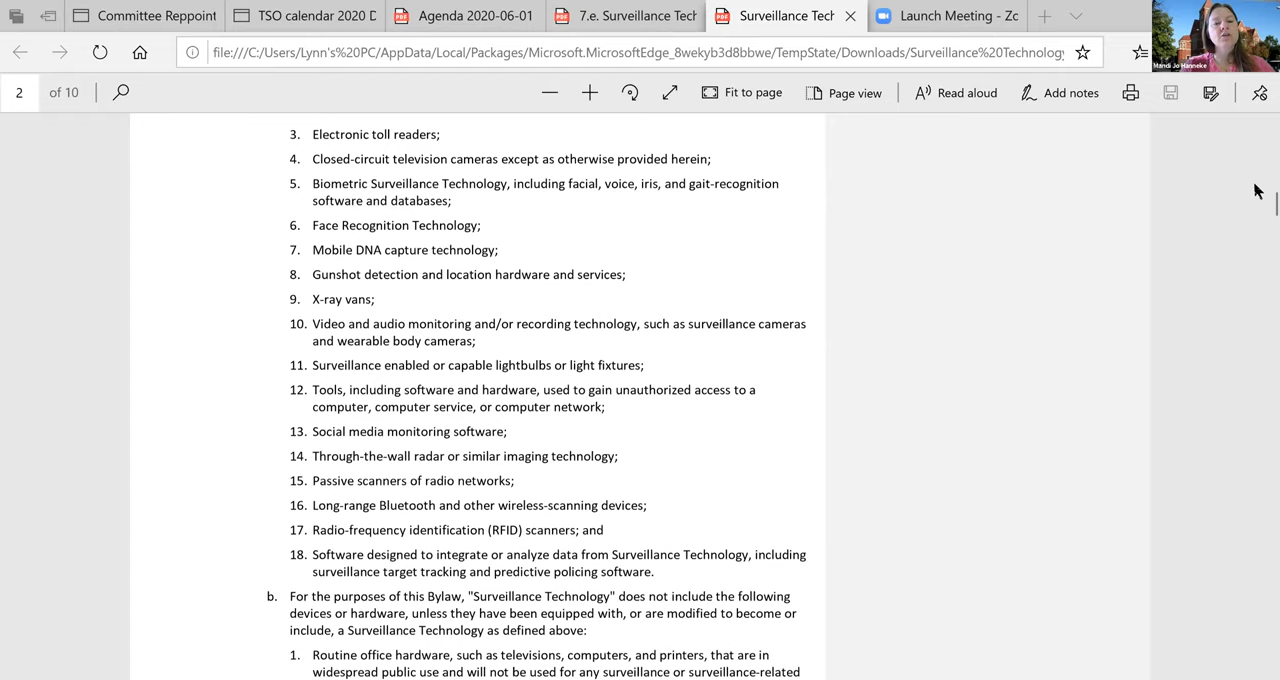 Committee Reppoint
TSO calendar 2020 D
Agenda 2020-06-01
7.e. Surveillance Tech
Surveillance Tech
Launch Meeting - Zo
file:///C:/Users/Lynn's%20PC/AppData/Local/Packages/Microsoft.MicrosoftEdge_8wekyb3d8bbwe/TempState/Downloads/Surveillance%20Technology
Mandi Jo Hanneke
2 of 10
Fit to page
Page view
Read aloud
Add notes
3. Electronic toll readers;
4. Closed-circuit television cameras except as otherwise provided herein;
5. Biometric Surveillance Technology, including facial, voice, iris, and gait-recognition
software and databases;
6. Face Recognition Technology;
7. Mobile DNA capture technology;
8. Gunshot detection and location hardware and services;
9. X-ray vans;
10. Video and audio monitoring and/or recording technology, such as surveillance cameras
and wearable body cameras;
11. Surveillance enabled or capable lightbulbs or light fixtures;
12. Tools, including software and hardware, used to gain unauthorized access to a
computer, computer service, or computer network;
13. Social media monitoring software;
14. Through-the-wall radar or similar imaging technology;
15. Passive scanners of radio networks;
16. Long-range Bluetooth and other wireless-scanning devices;
17. Radio-frequency identification (RFID) scanners; and
18. Software designed to integrate or analyze data from Surveillance Technology, including
surveillance target tracking and predictive policing software.
b. For the purposes of this Bylaw, "Surveillance Technology" does not include the following
devices or hardware, unless they have been equipped with, or are modified to become or
include, a Surveillance Technology as defined above:
1. Routine office hardware, such as televisions, computers, and printers, that are in
widespread public use and will not be used for any surveillance or surveillance-related